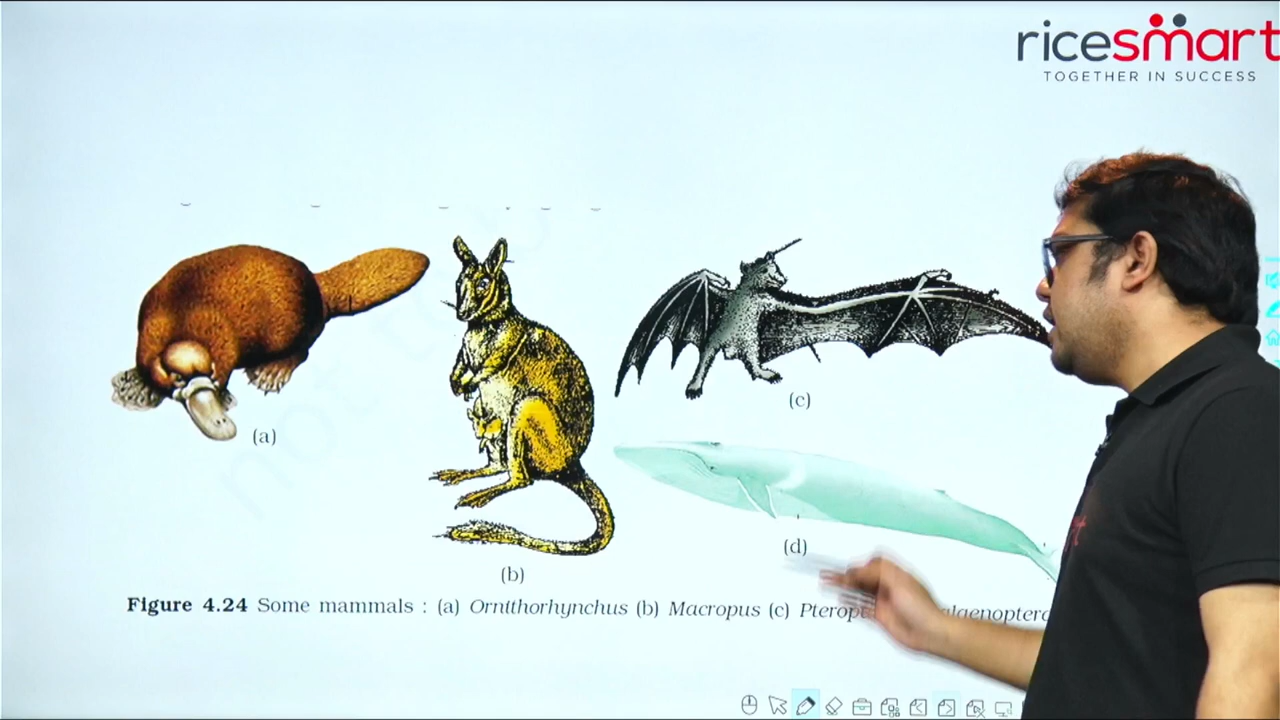 ricesmart
TOGETHER IN SUCCESS
(a)
(b)
(c)
(d)
Figure 4.24 Some mammals : (a) Ornithorhynchus (b) Macropus (c)